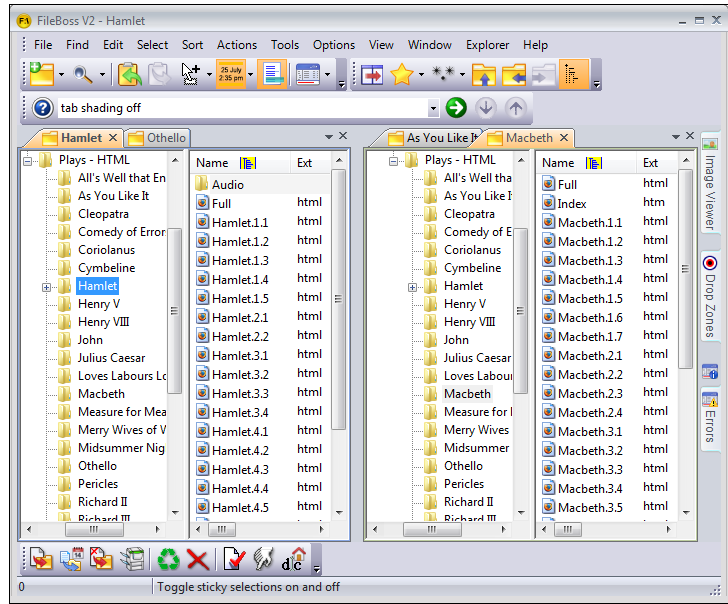 FileBoss V2 - Hamlet
File Find Edit Select Sort Actions Tools Options View Window Explorer Help
25 July
2:35 pm
tab shading off
Hamlet
Othello
Plays - HTML
All's Well that En
As You Like It
Cleopatra
Comedy of Error
Coriolanus
Cymbeline
Hamlet
Henry V
Henry VIII
John
Julius Caesar
Loves Labours Lo
Macbeth
Measure for Mea
Merry Wives of W
Midsummer Nig
Othello
Pericles
Richard II
Richard III
Name Ext
Audio
Full html
Hamlet.1.1 html
Hamlet.1.2 html
Hamlet.1.3 html
Hamlet.1.4 html
Hamlet.1.5 html
Hamlet.2.1 html
Hamlet.2.2 html
Hamlet.3.1 html
Hamlet.3.2 html
Hamlet.3.3 html
Hamlet.3.4 html
Hamlet.4.1 html
Hamlet.4.2 html
Hamlet.4.3 html
Hamlet.4.4 html
Hamlet.4.5 html
As You Like It
Macbeth
Plays - HTML
All's Well tha
As You Like I
Cleopatra
Comedy of E
Coriolanus
Cymbeline
Hamlet
Henry V
Henry VIII
John
Julius Caesar
Loves Labour
Macbeth
Measure for I
Merry Wives
Midsummer
Othello
Pericles
Richard II
Richard III
Name Ext
Full html
Index htm
Macbeth.1.1 html
Macbeth.1.2 html
Macbeth.1.3 html
Macbeth.1.4 html
Macbeth.1.5 html
Macbeth.1.6 html
Macbeth.1.7 html
Macbeth.2.1 html
Macbeth.2.2 html
Macbeth.2.3 html
Macbeth.2.4 html
Macbeth.3.1 html
Macbeth.3.2 html
Macbeth.3.3 html
Macbeth.3.4 html
Macbeth.3.5 html
Image Viewer
Drop Zones
Errors
14
d c
0 Toggle sticky selections on and off